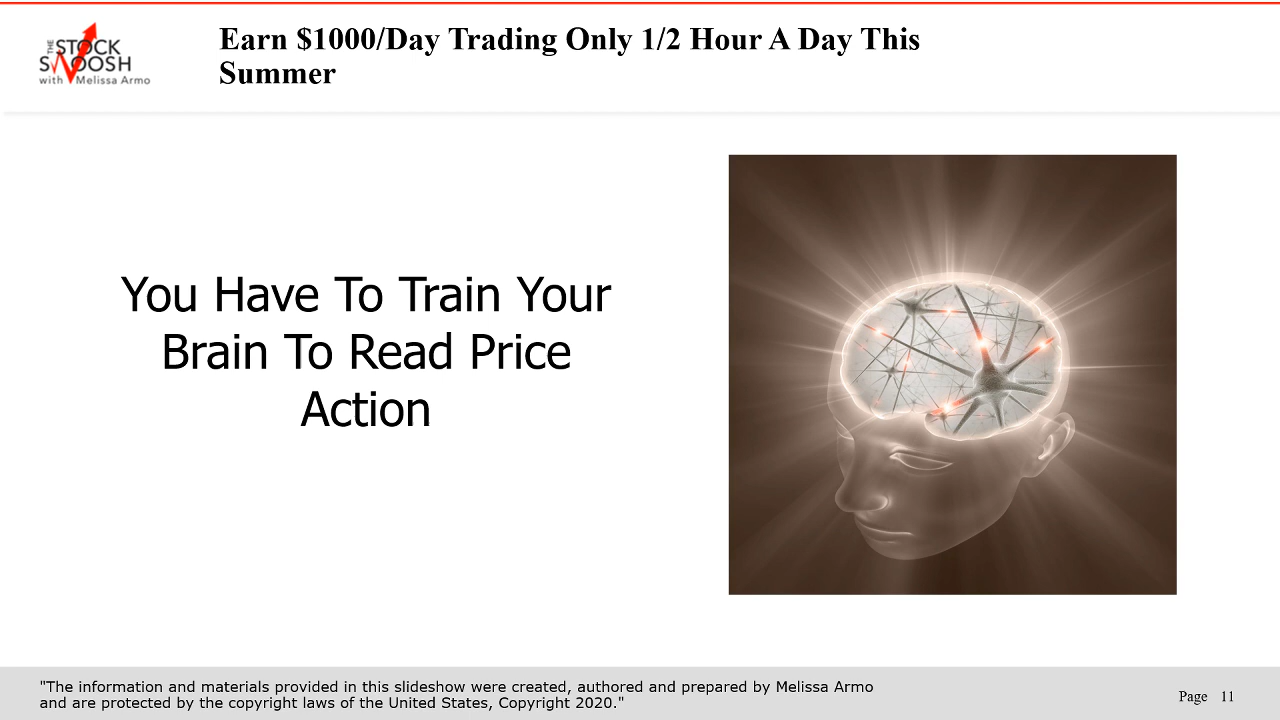 THE
STOCK
SWOOSH
with Melissa Armo
Earn $1000/Day Trading Only 1/2 Hour A Day This
Summer
You Have To Train Your
Brain To Read Price
Action
"The information and materials provided in this slideshow were created, authored and prepared by Melissa Armo
and are protected by the copyright laws of the United States, Copyright 2020."
Page 11